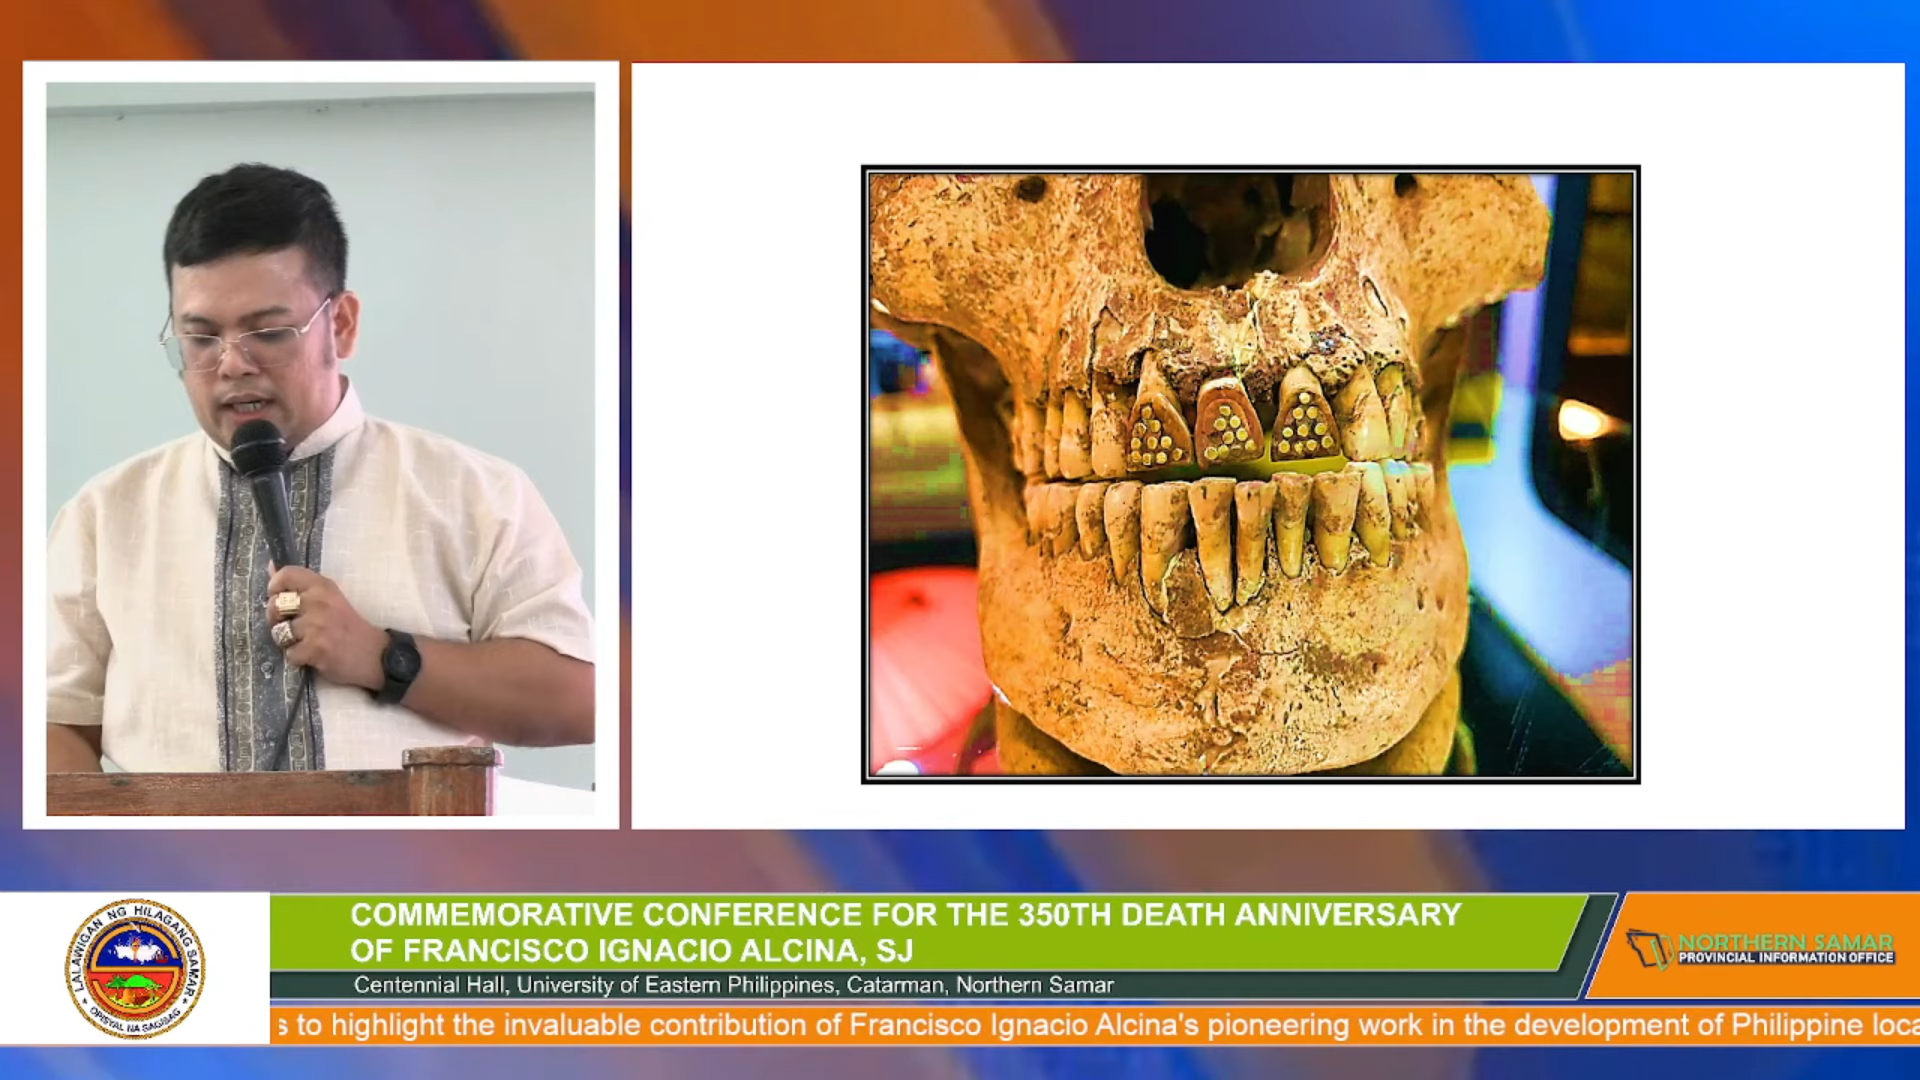 COMMEMORATIVE CONFERENCE FOR THE 350TH DEATH ANNIVERSARY
OF FRANCISCO IGNACIO ALCINA, SJ
Centennial Hall, University of Eastern Philippines, Catarman, Northern Samar
s to highlight the invaluable contribution of Francisco Ignacio Alcina's pioneering work in the development of Philippine loca
LALAWIGAN NG HILAGANG SAMAR
OPISYAL NA SAGISAG
NORTHERN SAMAR
PROVINCIAL INFORMATION OFFICE